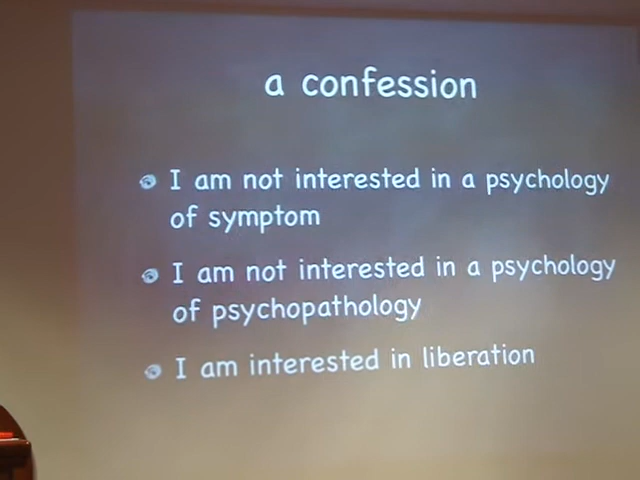 a confession
I am not interested in a psychology
of symptom
I am not interested in a psychology
of psychopathology
I am interested in liberation